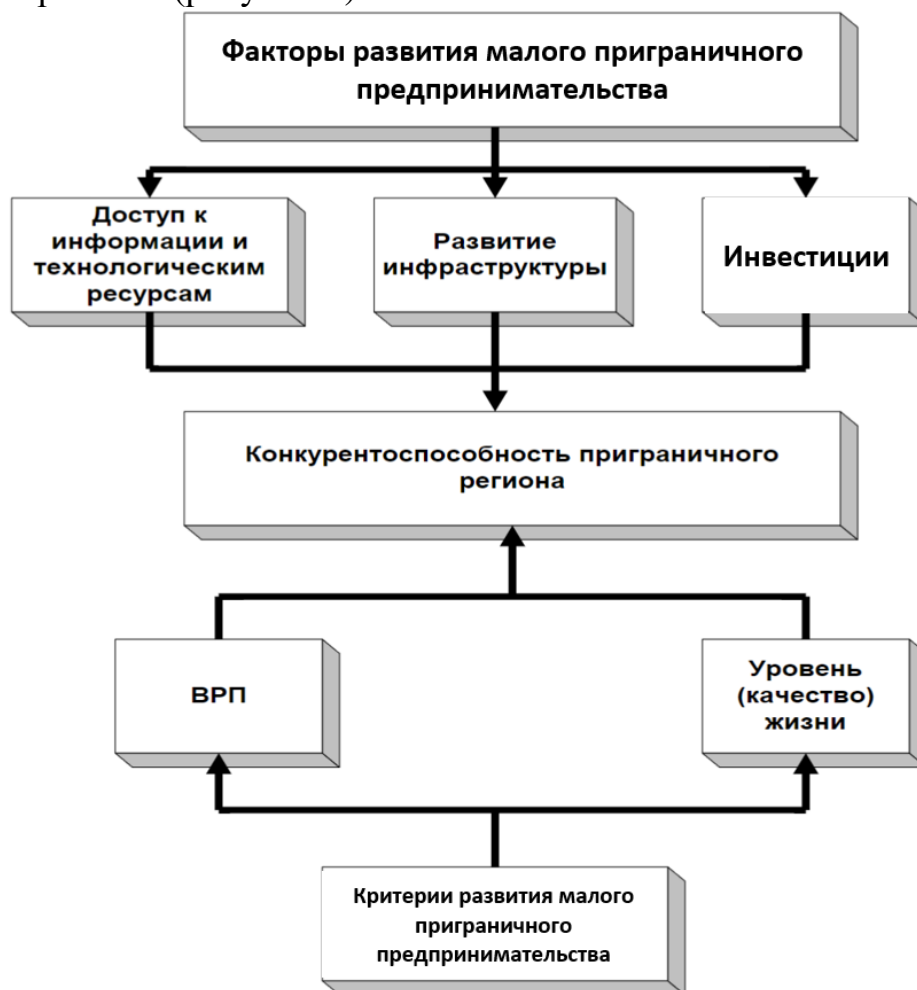 Факторы развития малого приграничного
предпринимательства
Доступ к
информации и
технологическим
ресурсам
Развитие
инфраструктуры
Инвестиции
Конкурентоспособность приграничного
региона
ВРП
Уровень
(качество)
жизни
Критерии развития малого
приграничного
предпринимательства